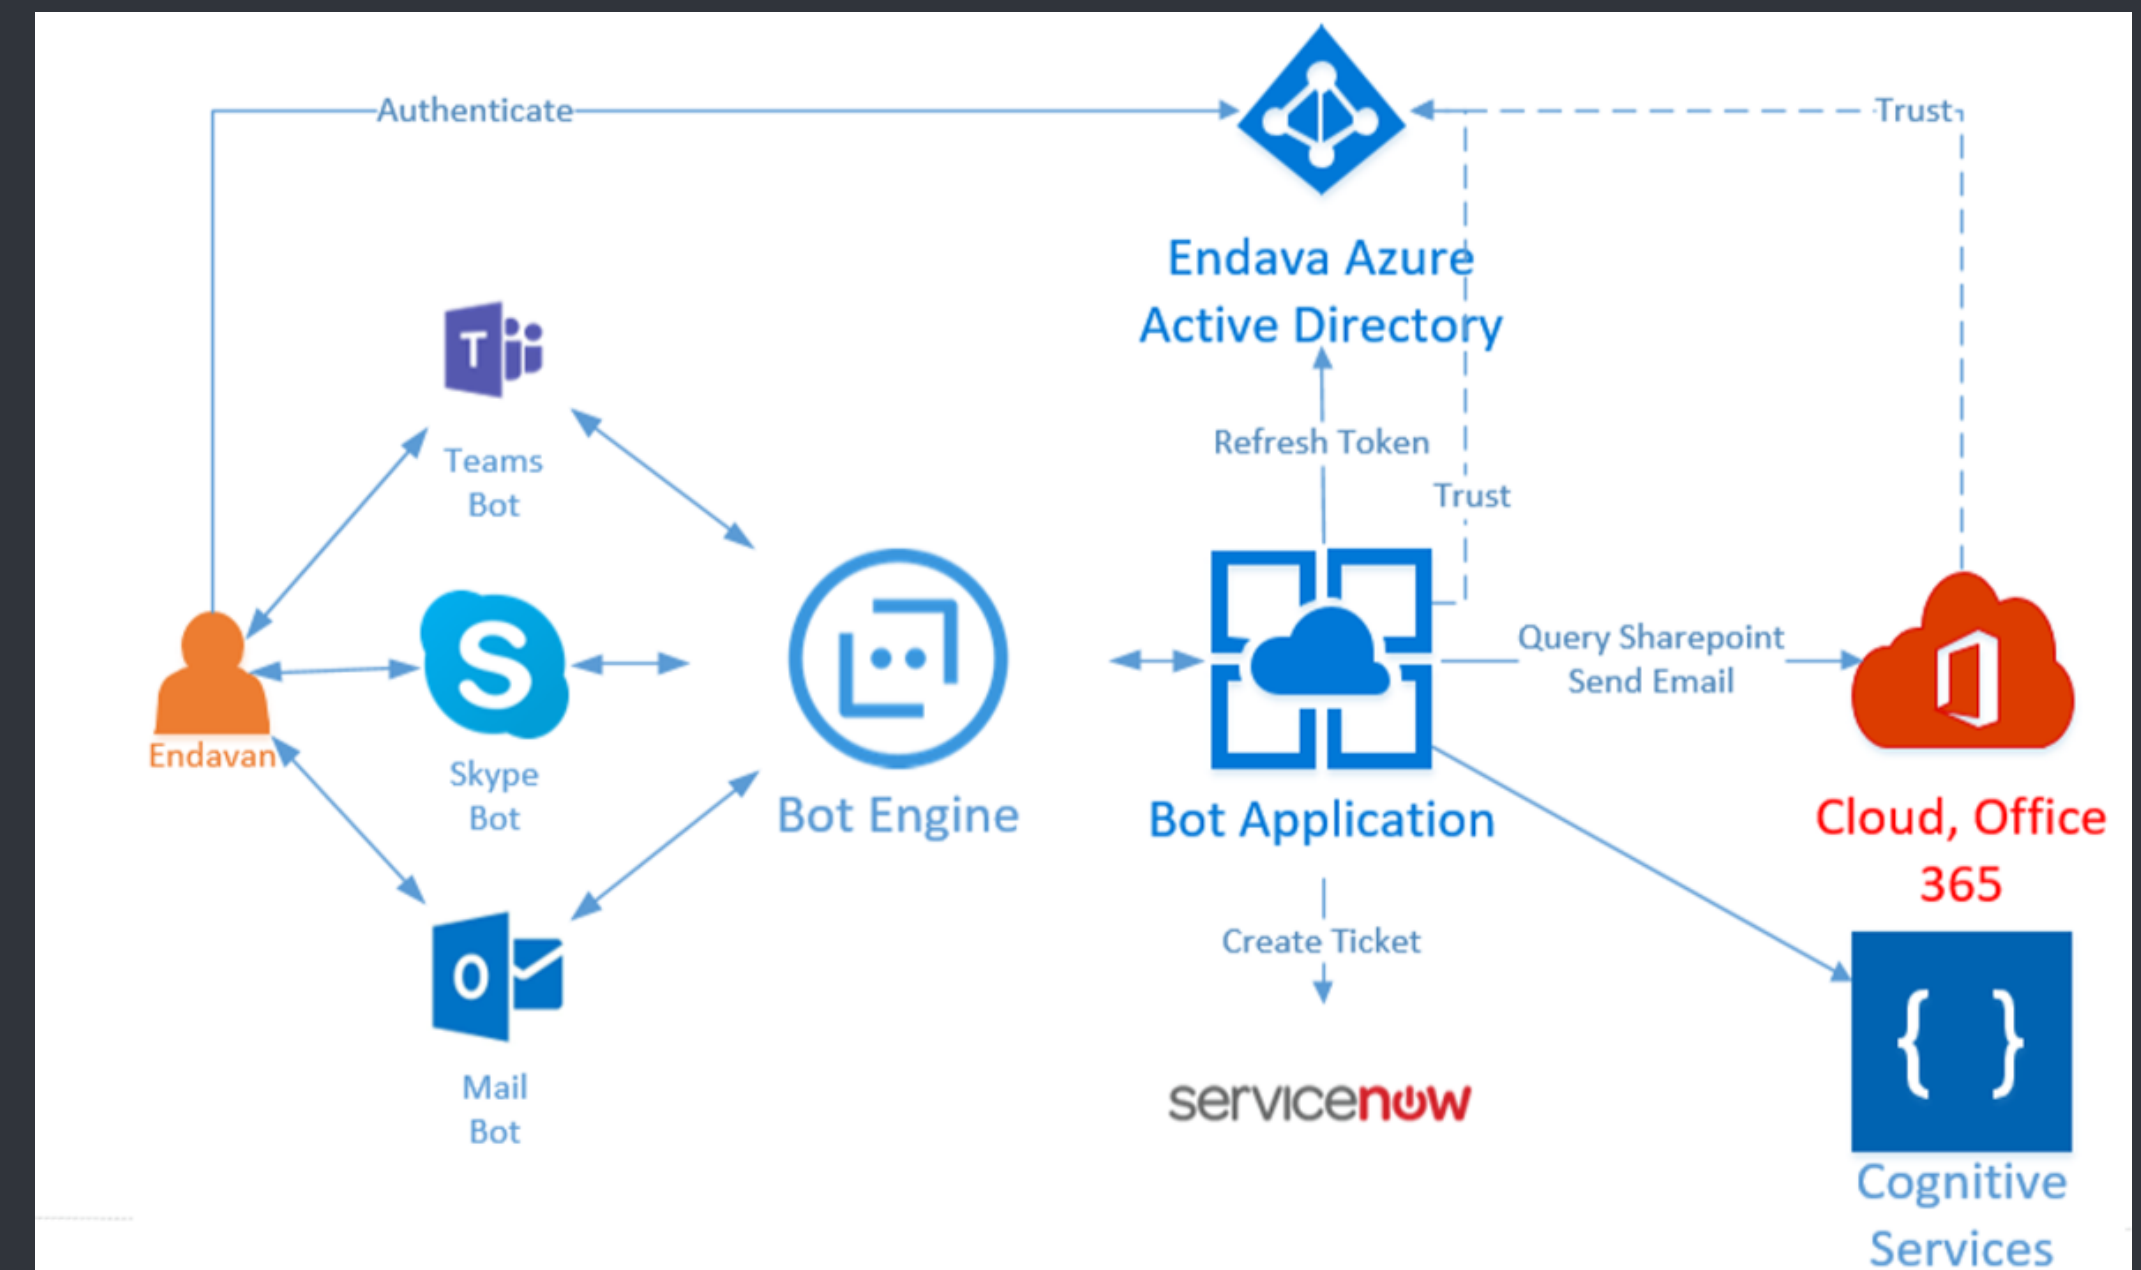 Authenticate
Trust
Endava Azure
Active Directory
T
Teams
Bot
Refresh Token
Trust
S
Endavan
Skype
Bot
Bot Engine
Bot Application
Query Sharepoint
Send Email
Cloud, Office
365
Create Ticket
O
Mail
Bot
servicenow
{ }
Cognitive
Services